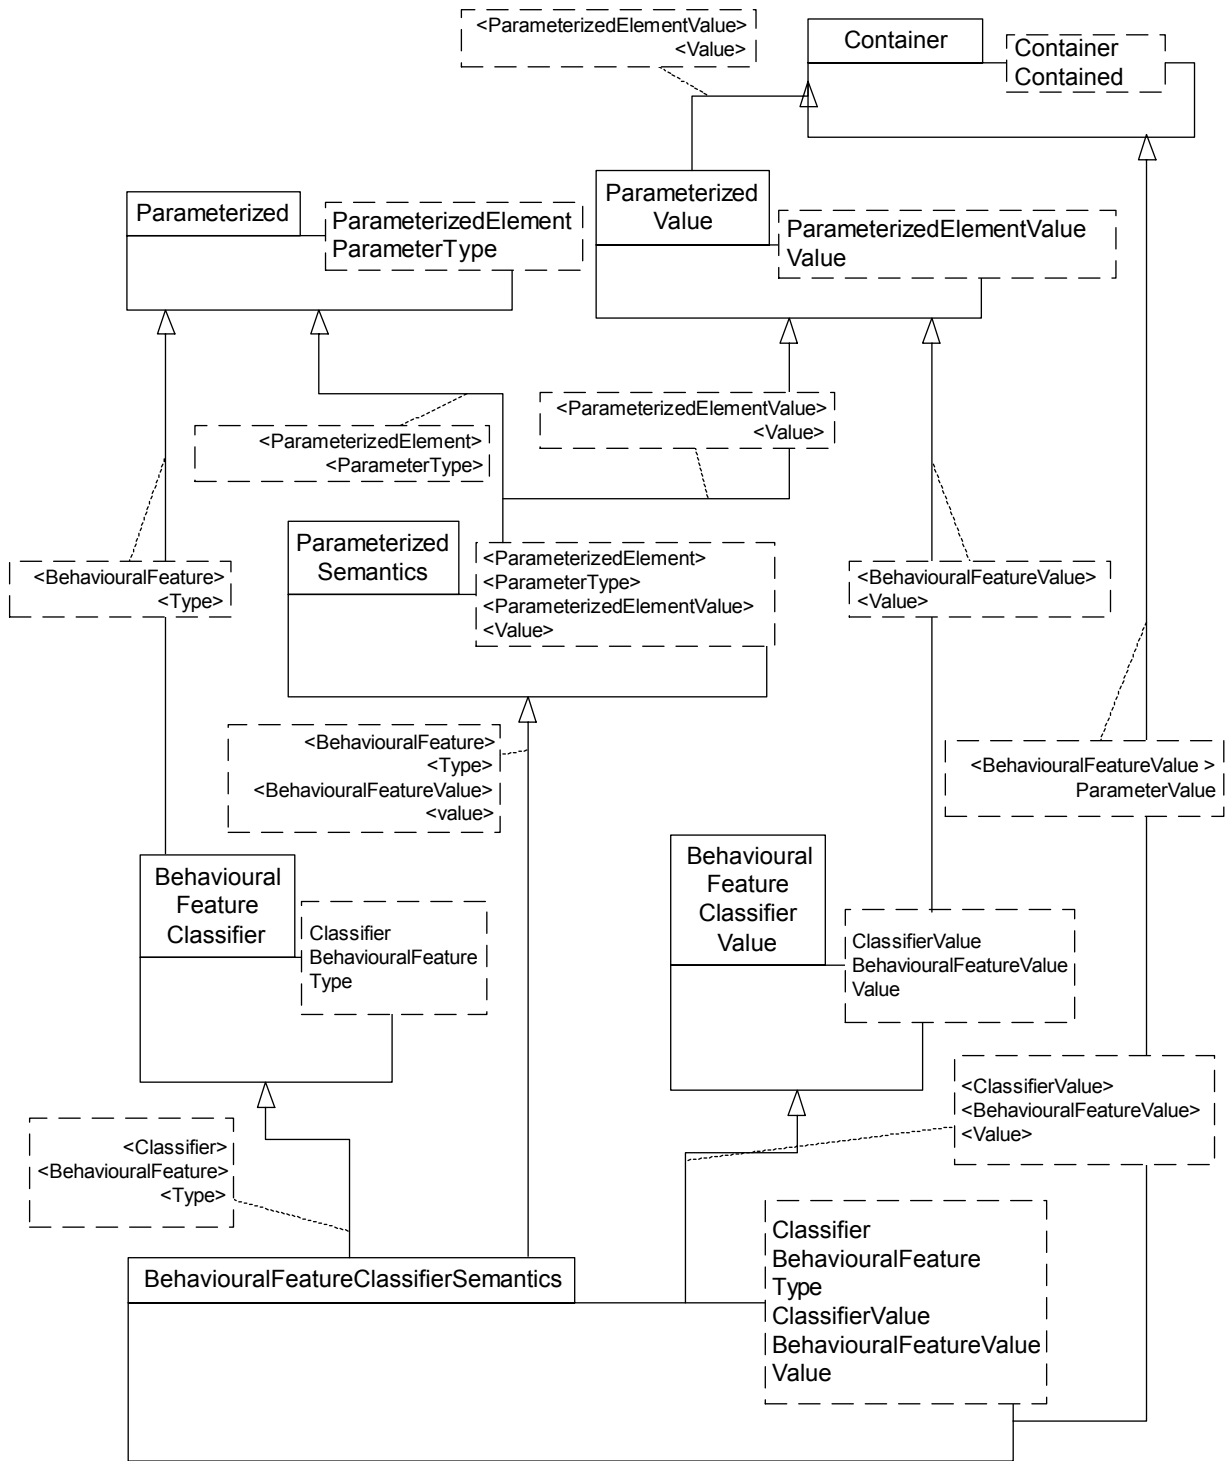 <ParameterizedElementValue>
<Value>
Container
Container
Contained
Parameterized
ParameterizedElement
ParameterType
Parameterized
Value
ParameterizedElementValue
Value
<ParameterizedElement>
<ParameterType>
<ParameterizedElementValue>
<Value>
<BehaviouralFeature>
<Type>
Parameterized
Semantics
<ParameterizedElement>
<ParameterType>
<ParameterizedElementValue>
<Value>
<BehaviouralFeatureValue>
<Value>
<BehaviouralFeature>
<Type>
<BehaviouralFeatureValue>
<value>
<BehaviouralFeatureValue >
ParameterValue
Behavioural
Feature
Classifier
Classifier
BehaviouralFeature
Type
Behavioural
Feature
Classifier
Value
ClassifierValue
BehaviouralFeatureValue
Value
<Classifier>
<BehaviouralFeature>
<Type>
<ClassifierValue>
<BehaviouralFeatureValue>
<Value>
BehaviouralFeatureClassifierSemantics
Classifier
BehaviouralFeature
Type
ClassifierValue
BehaviouralFeatureValue
Value